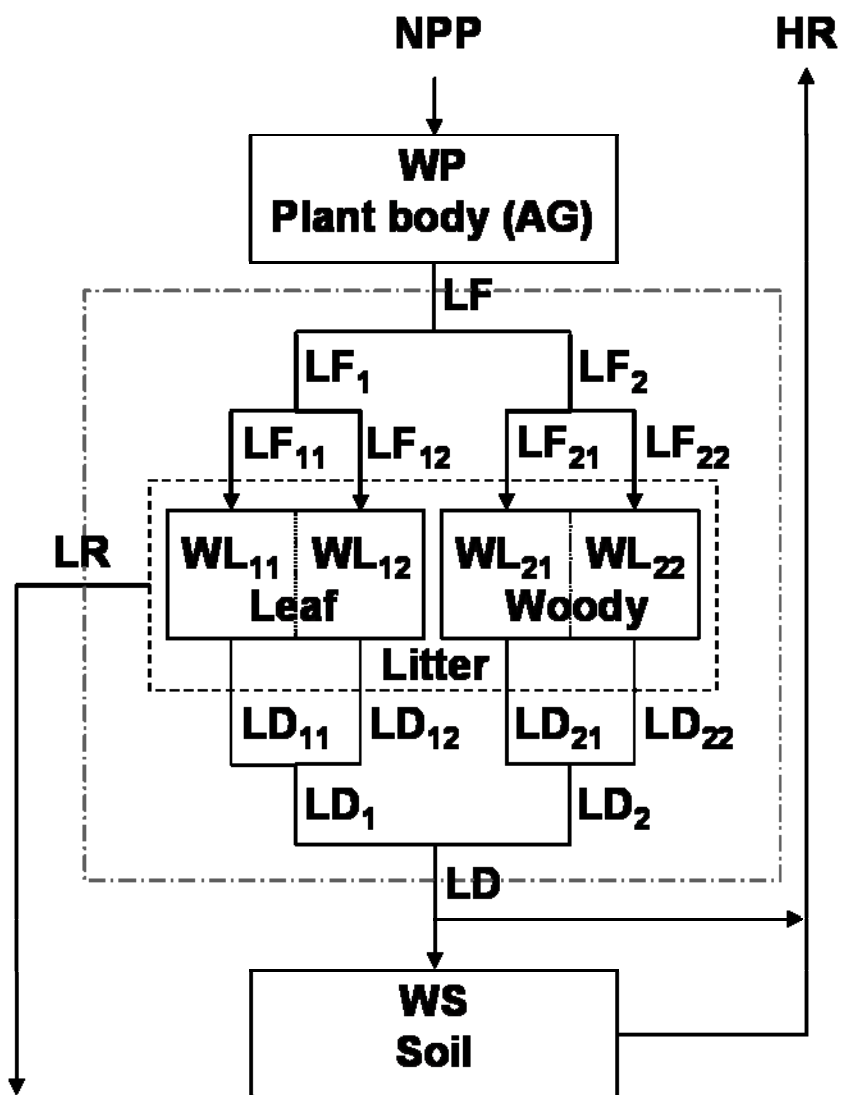 NPP HR
WP
Plant body (AG)
LF
LF₁ LF₂
LF₁₁ LF₁₂ LF₂₁ LF₂₂
LR
WL₁₁ WL₁₂ WL₂₁ WL₂₂
Leaf Woody
Litter
LD₁₁ LD₁₂ LD₂₁ LD₂₂
LD₁ LD₂
LD
WS
Soil